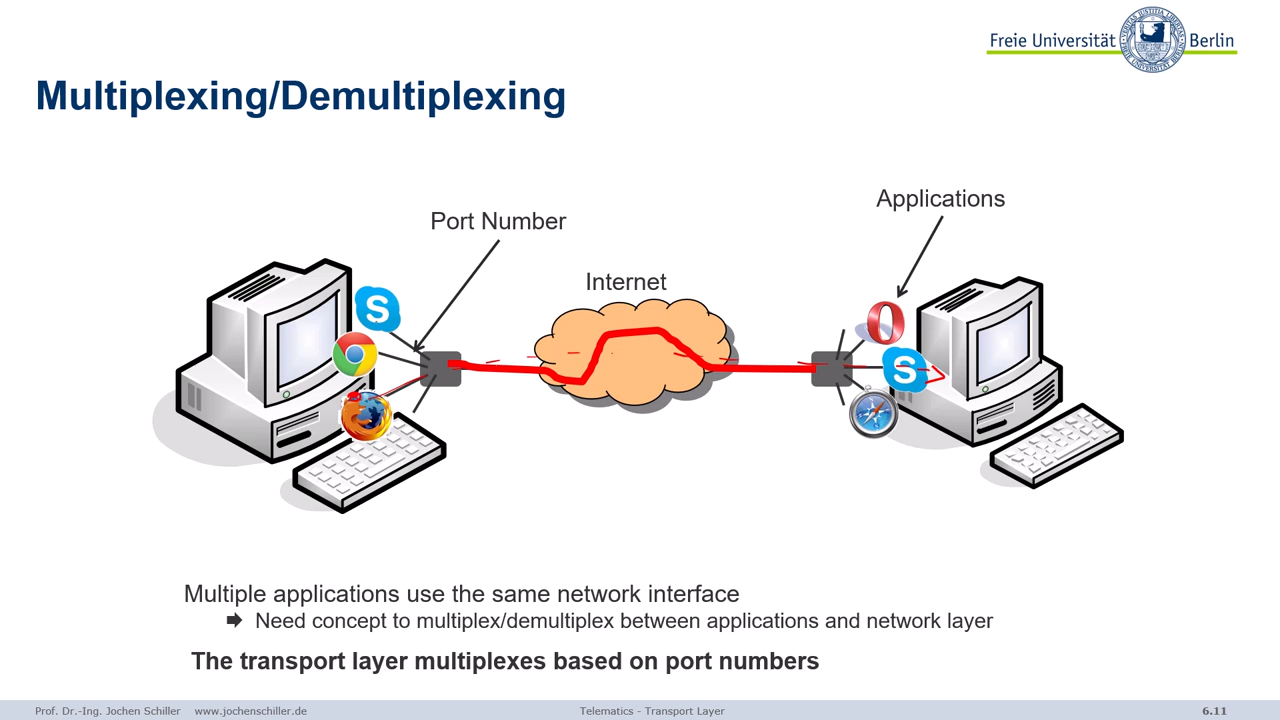 Freie Universität Berlin
Multiplexing/Demultiplexing
Applications
Port Number
Internet
Multiple applications use the same network interface
Need concept to multiplex/demultiplex between applications and network layer
The transport layer multiplexes based on port numbers
Prof. Dr.-Ing. Jochen Schiller www.jochenschiller.de Telematics - Transport Layer 6.11